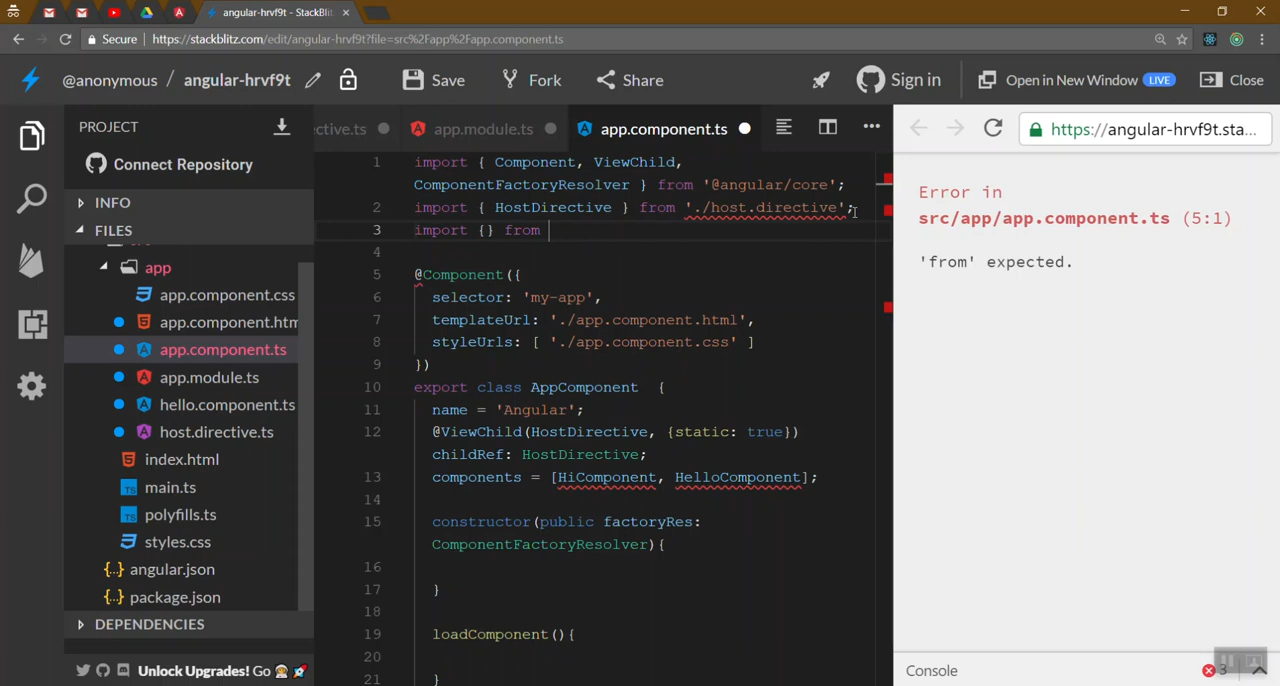 angular-hrvf9t - StackBlitz
Secure https://stackblitz.com/edit/angular-hrvf9t?file=src%2Fapp%2Fapp.component.ts
@anonymous / angular-hrvf9t Save Fork Share Sign in Open in New Window LIVE Close
PROJECT
Connect Repository
INFO
FILES
app
app.component.css
app.component.htm
app.component.ts
app.module.ts
hello.component.ts
host.directive.ts
index.html
main.ts
polyfills.ts
styles.css
{..} angular.json
{..} package.json
DEPENDENCIES
Unlock Upgrades! Go
ective.ts app.module.ts app.component.ts
1 import { Component, ViewChild,
ComponentFactoryResolver } from '@angular/core';
2 import { HostDirective } from './host.directive';
3 import {} from
4
5 @Component({
6 selector: 'my-app',
7 templateUrl: './app.component.html',
8 styleUrls: [ './app.component.css' ]
9 })
10 export class AppComponent {
11 name = 'Angular';
12 @ViewChild(HostDirective, {static: true})
childRef: HostDirective;
13 components = [HiComponent, HelloComponent];
14
15 constructor(public factoryRes:
ComponentFactoryResolver){
16
17 }
18
19 loadComponent(){
20
21 }
https://angular-hrvf9t.sta...
Error in
src/app/app.component.ts (5:1)
'from' expected.
Console 3